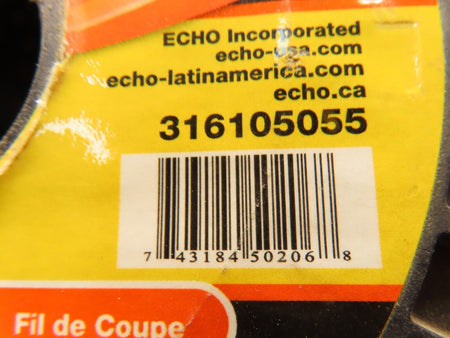 ECHO Incorporated
echo-usa.com
echo-latinamerica.com
echo.ca
316105055
7 43184 50206 8
Fil de Coupe